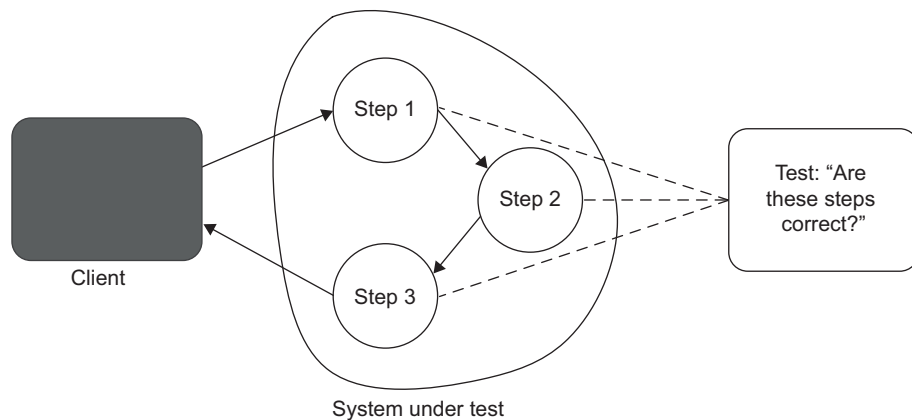 Step 1
Step 2
Step 3
Client
System under test
Test: “Are
these steps
correct?”